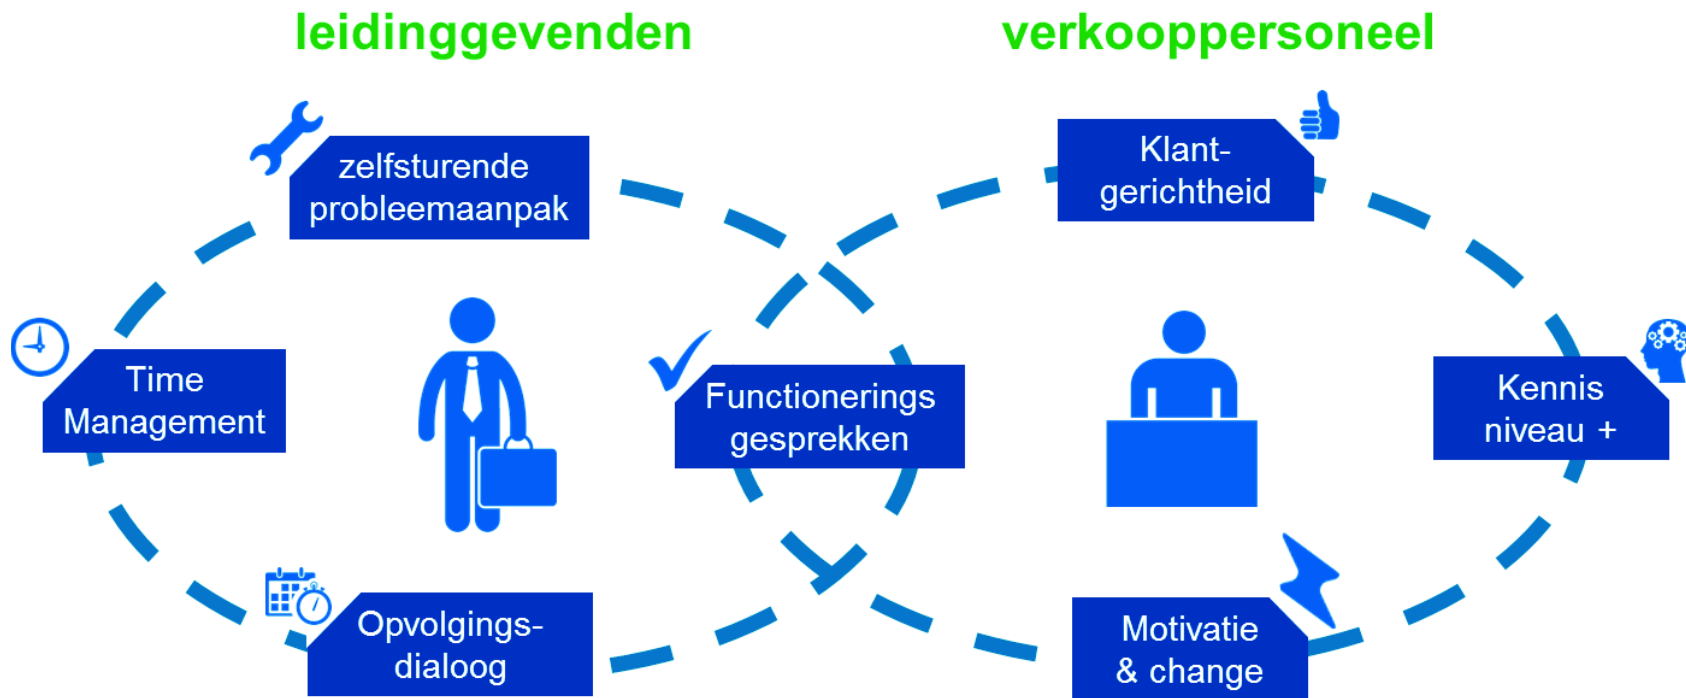 leidinggevenden
verkooppersoneel
zelfsturende
probleemaanpak
Klant-
gerichtheid
Time
Management
Functionerings
gesprekken
Kennis
niveau +
Opvolgings-
dialoog
Motivatie
& change